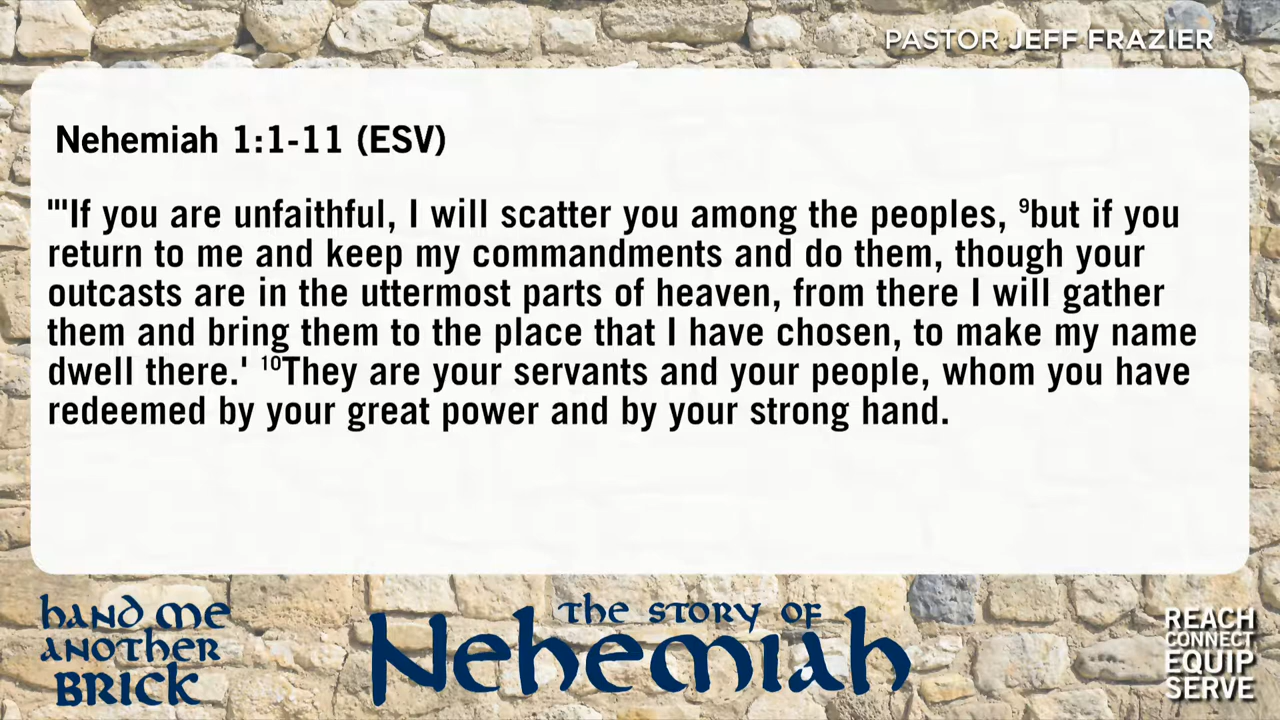 PASTOR JEFF FRAZIER
Nehemiah 1:1-11 (ESV)
"'If you are unfaithful, I will scatter you among the peoples, ⁹but if you
return to me and keep my commandments and do them, though your
outcasts are in the uttermost parts of heaven, from there I will gather
them and bring them to the place that I have chosen, to make my name
dwell there.' ¹⁰They are your servants and your people, whom you have
redeemed by your great power and by your strong hand.
hand me
another
BRICK
the story of
Nehemiah
REACH
CONNECT
EQUIP
SERVE